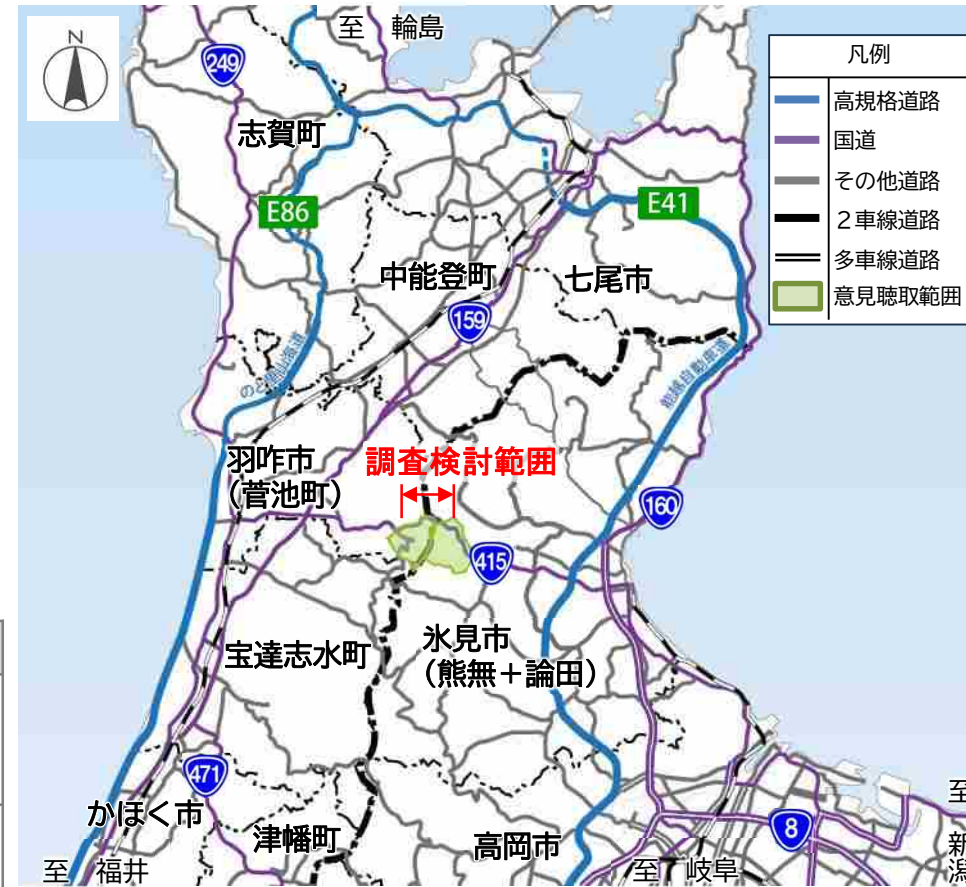 N
至 輪島
249
志賀町
E86
E41
中能登町
七尾市
159
のと里山海道
能越自動車道
羽咋市
(菅池町)
調査検討範囲
160
415
氷見市
(熊無+論田)
宝達志水町
471
かほく市
津幡町
高岡市
8
至 福井
至 岐阜
至 新潟
凡例
高規格道路
国道
その他道路
2車線道路
多車線道路
意見聴取範囲